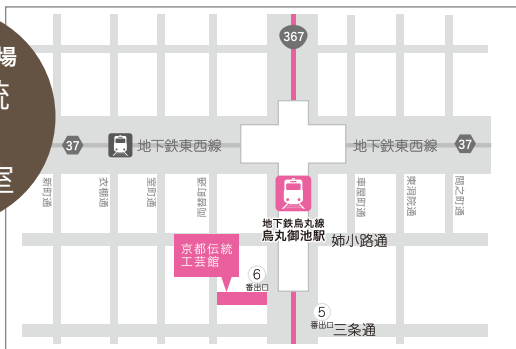 場
統
室
367
37
地下鉄東西線
地下鉄東西線
37
新町通
衣棚通
室町通
両替町通
車屋町通
東洞院通
間之町通
地下鉄烏丸線
烏丸御池駅
姉小路通
京都伝統
工芸館
6
番出口
5
番出口
三条通